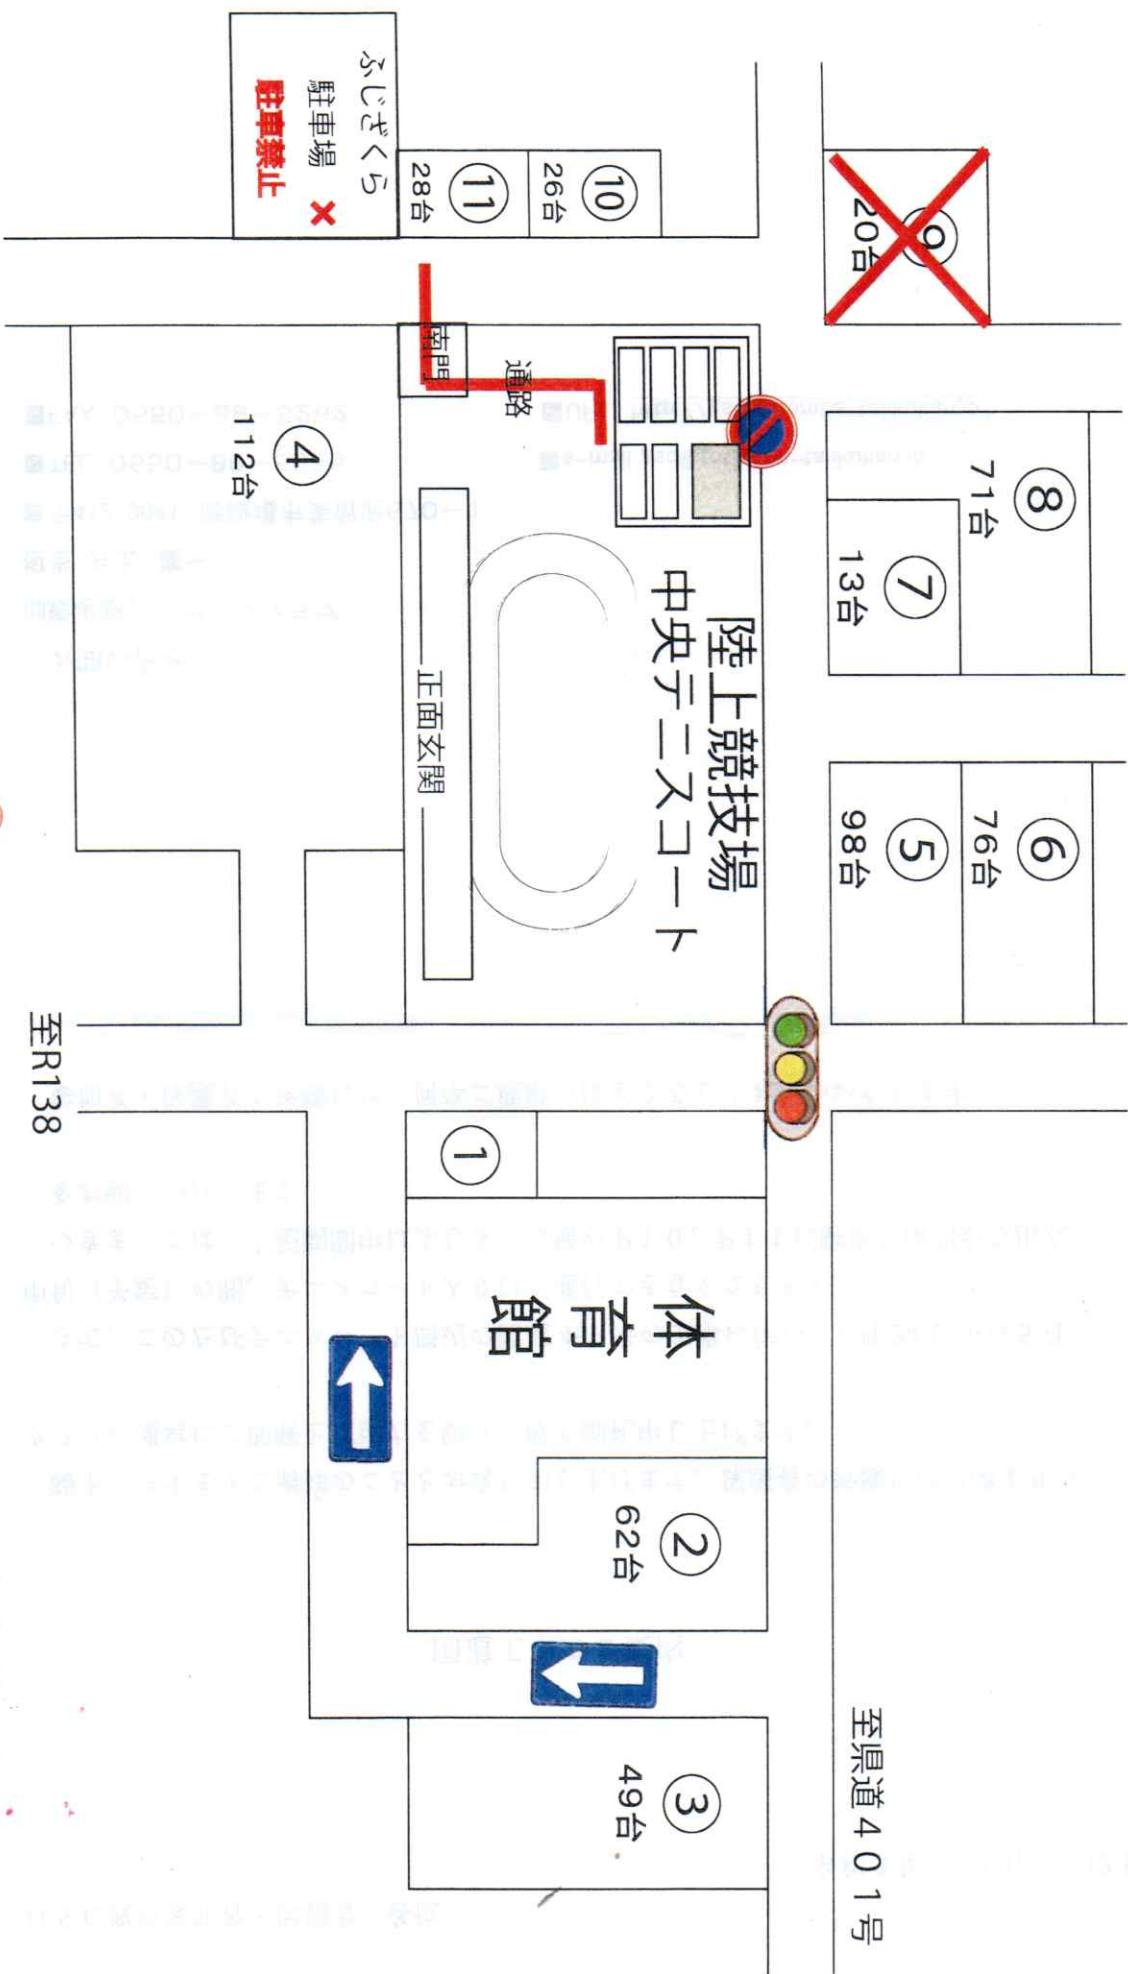 ふじざくら
駐車場 ×
駐車禁止
⑪
28台
⑩
26台
⑨
20台
南門
通路
④
112台
⑧
71台
⑦
13台
陸上競技場
中央テニスコート
正面玄関
⑥
76台
⑤
98台
至R138
①
体育館
②
62台
③
49台
至県道401号